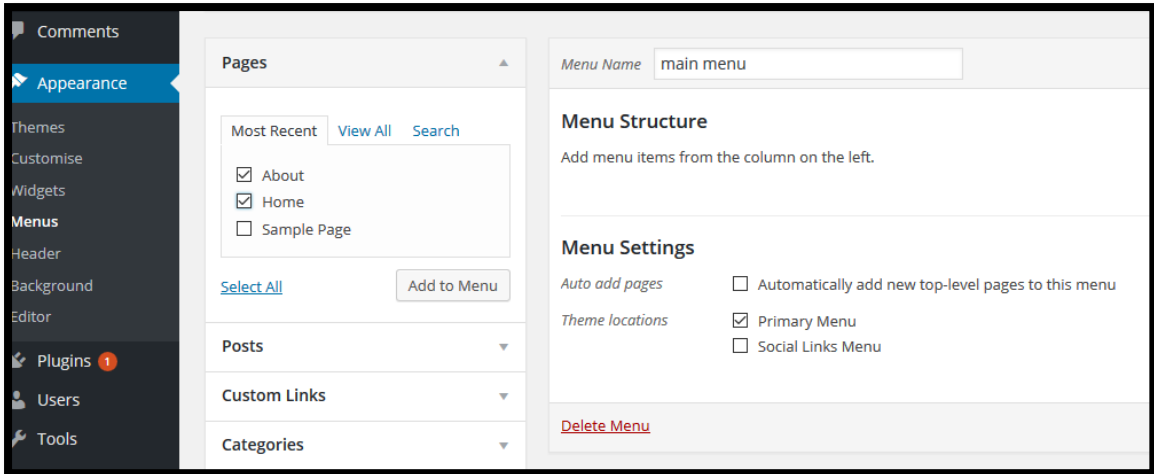 Comments
Appearance
Themes
Customise
Widgets
Menus
Header
Background
Editor
Plugins 1
Users
Tools
Pages
Most Recent View All Search
About
Home
Sample Page
Select All Add to Menu
Posts
Custom Links
Categories
Menu Name main menu
Menu Structure
Add menu items from the column on the left.
Menu Settings
Auto add pages Automatically add new top-level pages to this menu
Theme locations Primary Menu
Social Links Menu
Delete Menu